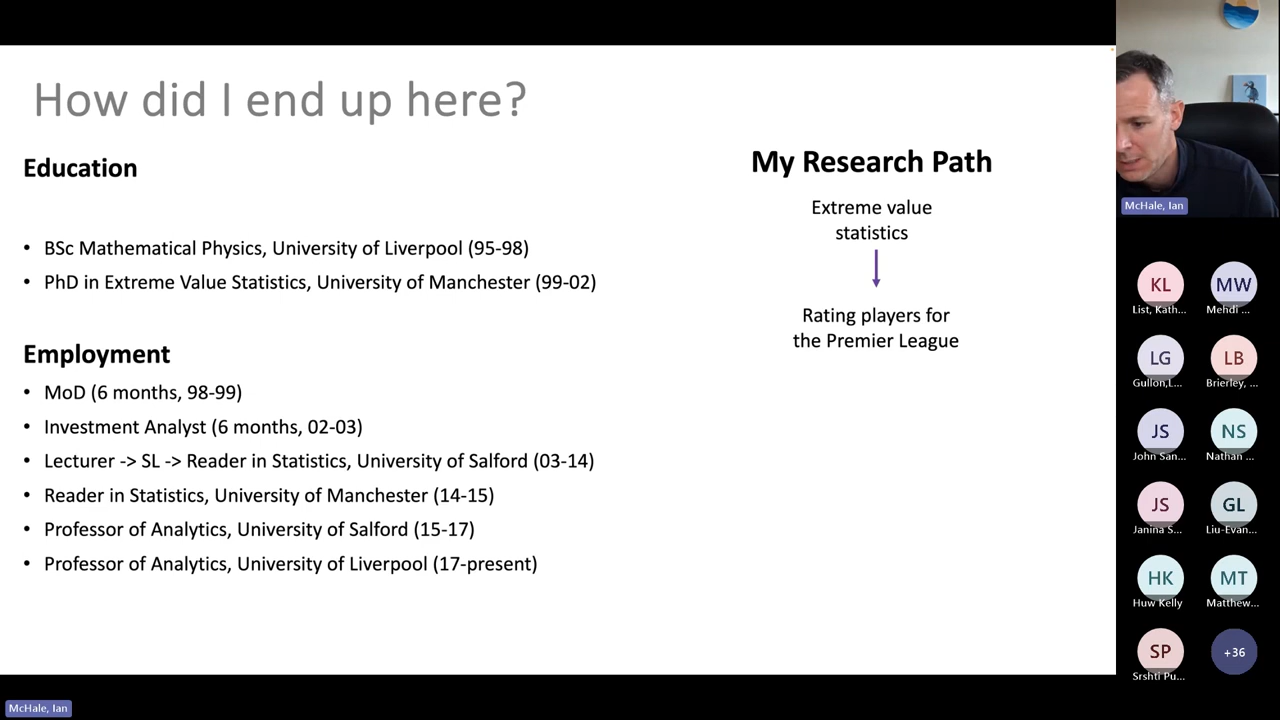 How did I end up here?
Education
• BSc Mathematical Physics, University of Liverpool (95-98)
• PhD in Extreme Value Statistics, University of Manchester (99-02)
Employment
• MoD (6 months, 98-99)
• Investment Analyst (6 months, 02-03)
• Lecturer -> SL -> Reader in Statistics, University of Salford (03-14)
• Reader in Statistics, University of Manchester (14-15)
• Professor of Analytics, University of Salford (15-17)
• Professor of Analytics, University of Liverpool (17-present)
My Research Path
Extreme value
statistics
Rating players for
the Premier League
McHale, Ian
KL
List, Kath...
MW
Mehdi ...
LG
Gullon,L...
LB
Brierley, ...
JS
John San...
NS
Nathan ...
JS
Janina S...
GL
Liu-Evan...
HK
Huw Kelly
MT
Matthew...
SP
Srshti Pu...
+36
McHale, Ian